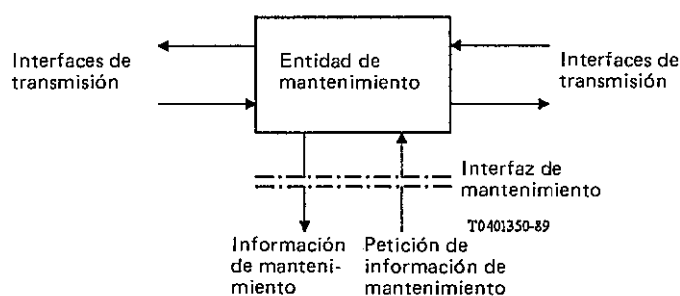 Interfaces de
transmisión
Entidad de
mantenimiento
Interfaces de
transmisión
Interfaz de
mantenimiento
T0401350-89
Información
de manteni-
miento
Petición de
información de
mantenimiento